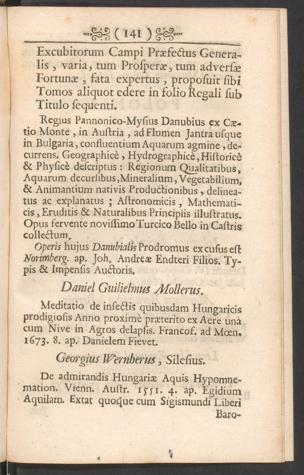 ( 141 )
Excubitorum Campi Præfectus Genera-
lis, varia, tum Prosperæ, tum adversæ
Fortunæ, fata expertus, proposuit sibi
Tomos aliquot edere in folio Regali sub
Titulo sequenti.
Regius Pannonico-Mysius Danubius ex Cæ-
tio Monte, in Austria, ad Flumen Jantra usque
in Bulgaria, confluentium Aquarum agmine, de-
currens. Geographicè, Hydrographicè, Historicè
& Physicè descriptus: Regionum Qualitatibus,
Aquarum decursibus, Mineralium, Vegetabilium,
& Animantium nativis Productionibus, delinea-
tus ac explanatus; Astronomicis, Mathemati-
cis, Eruditis & Naturalibus Principiis illustratus.
Opus fervente novissimo Turcico Bello in Castris
collectum.
Operis hujus Danubialis Prodromus excusus est
Norimberg. ap. Joh. Andreæ Endteri Filios. Ty-
pis & Impensis Auctoris.
Daniel Guilielmus Mollerus.
Meditatio de insectis quibusdam Hungaricis
prodigiosis Anno proximè præterito ex Aere unà
cum Nive in Agros delapsis. Francof. ad Mœn.
1673. 8. ap. Danielem Fievet.
Georgius Wernherus, Silesius.
De admirandis Hungariæ Aquis Hypomne-
mation. Vienn. Austr. 1551. 4. ap. Egidium
Aquilam. Extat quoque cum Sigismundi Liberi
Baro-